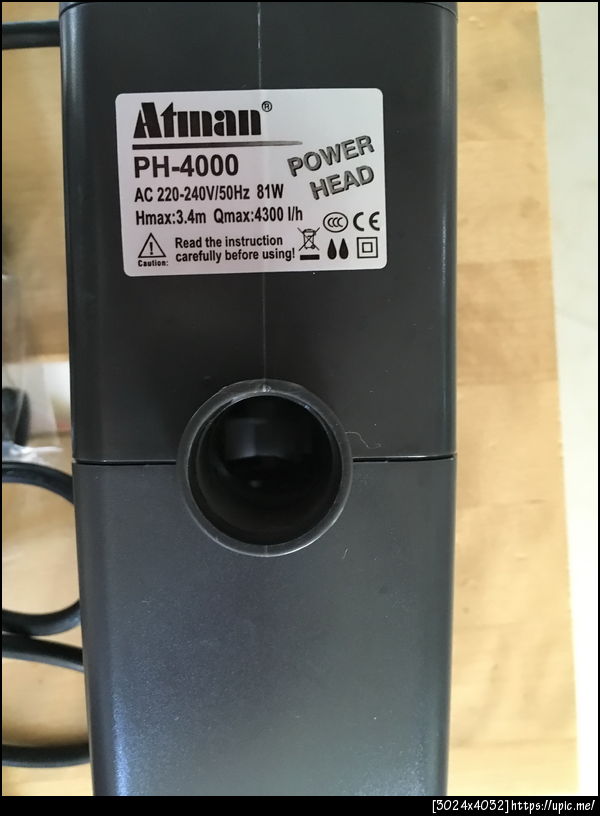 Atman®
PH-4000
POWER
HEAD
AC 220-240V/50Hz 81W
Hmax:3.4m Qmax:4300 l/h
CCC CE
Caution:
Read the instruction
carefully before using!
[3024x4032]https://upic.me/